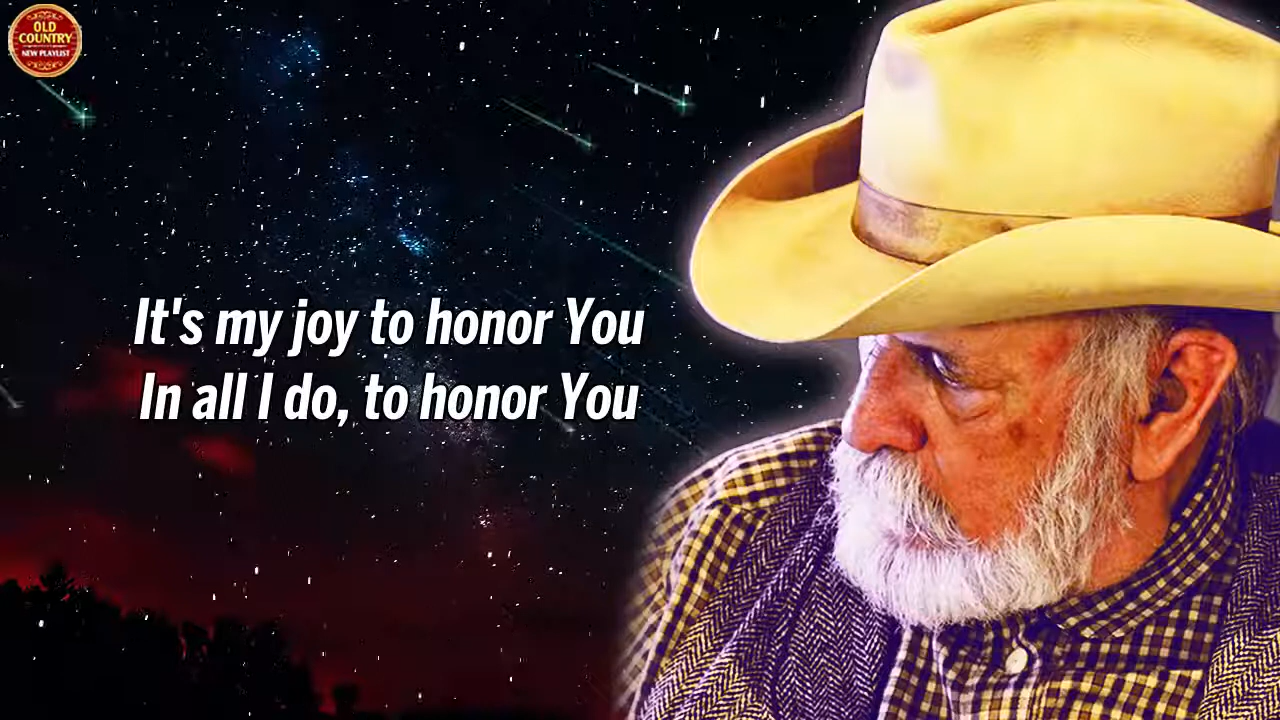 OLD
COUNTRY
NEW PLAYLIST
It's my joy to honor You
In all I do, to honor You